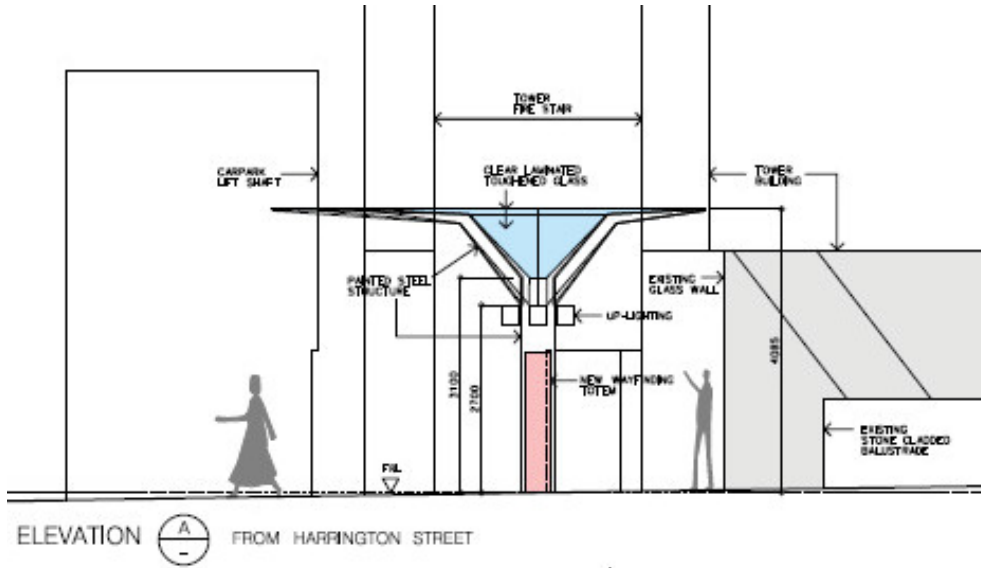 TOWER
FIRE STAIR
CARPARK
LIFT SHAFT
CLEAR LAMINATED
TOUGHENED GLASS
TOWER
BUILDING
PAINTED STEEL
STRUCTURE
EXISTING
GLASS WALL
UP-LIGHTING
3100
2700
4085
NEW WAYFINDING
TOTEM
EXISTING
STONE CLADDED
BALUSTRADE
ELEVATION A FROM HARRINGTON STREET